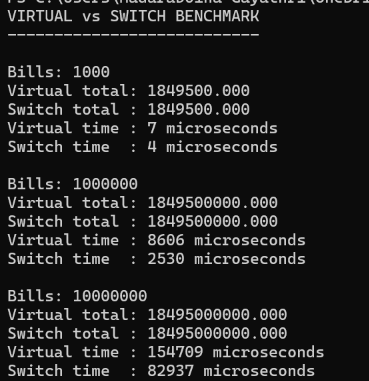 VIRTUAL vs SWITCH BENCHMARK
---------------------------
Bills: 1000
Virtual total: 1849500.000
Switch total : 1849500.000
Virtual time : 7 microseconds
Switch time  : 4 microseconds
Bills: 1000000
Virtual total: 1849500000.000
Switch total : 1849500000.000
Virtual time : 8606 microseconds
Switch time  : 2530 microseconds
Bills: 10000000
Virtual total: 18495000000.000
Switch total : 18495000000.000
Virtual time : 154709 microseconds
Switch time  : 82937 microseconds